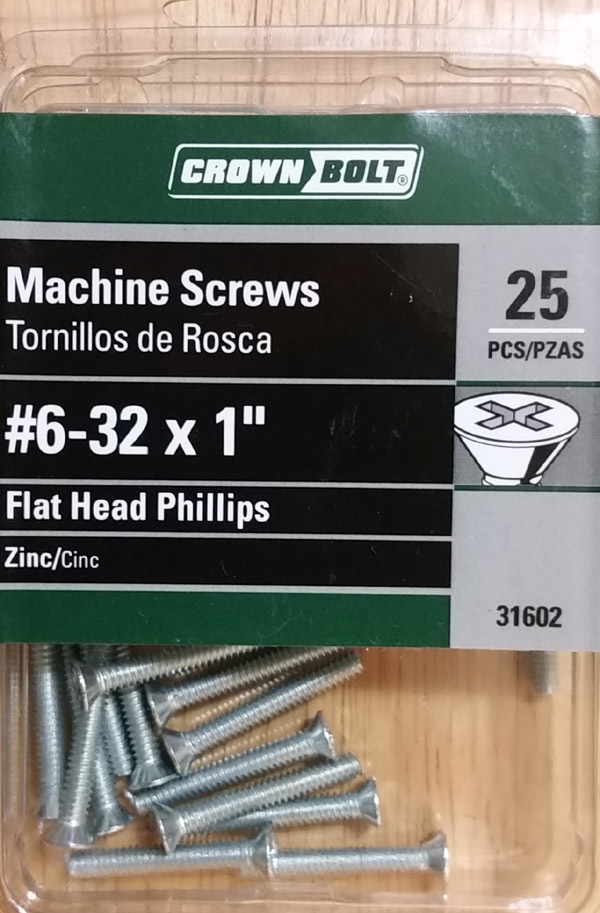 CROWN BOLT®
Machine Screws
Tornillos de Rosca
25
PCS/PZAS
#6-32 x 1"
Flat Head Phillips
Zinc/Cinc
31602